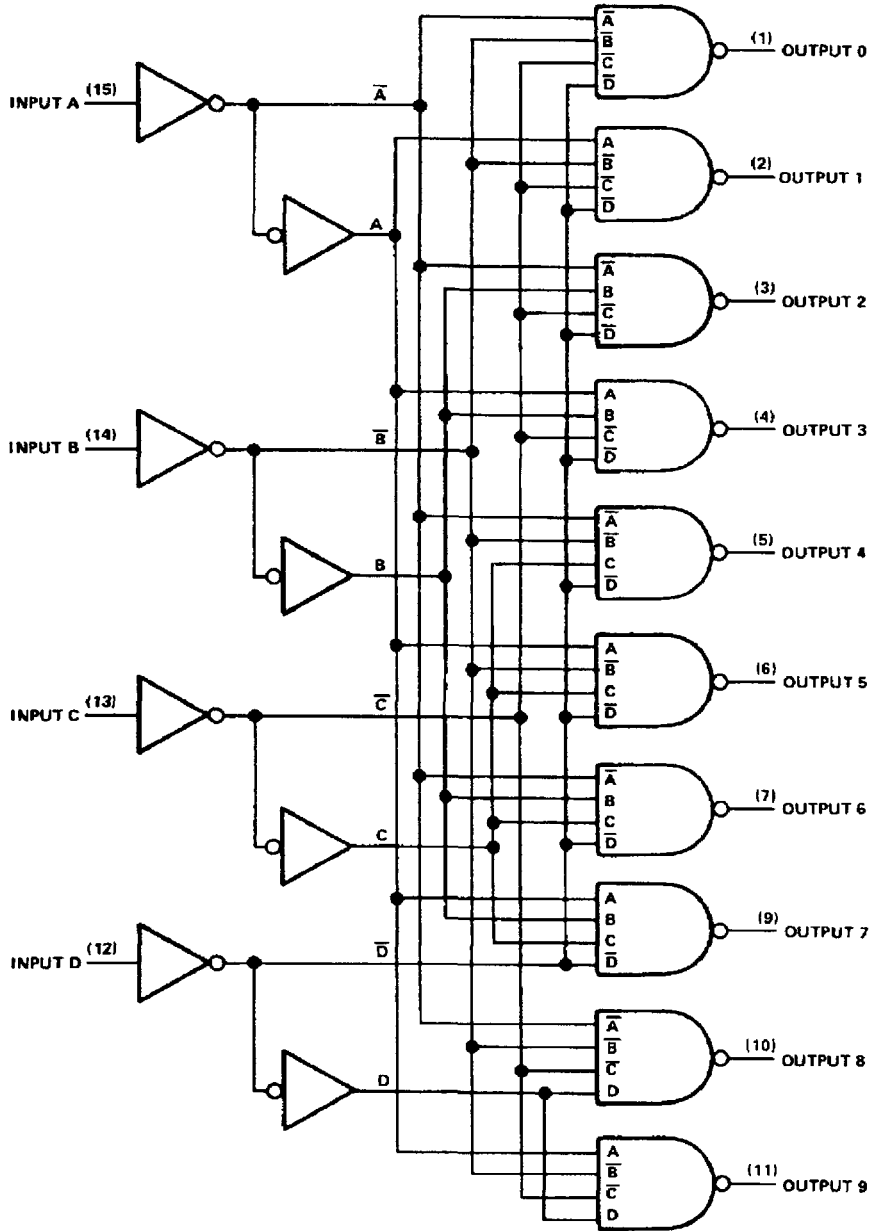 A̅
B̅
C̅
D̅
(1)
OUTPUT 0
INPUT A
(15)
A̅
A
B̅
C̅
D̅
(2)
OUTPUT 1
A
A̅
B
C̅
D̅
(3)
OUTPUT 2
A
B
C̅
D̅
(4)
OUTPUT 3
INPUT B
(14)
B̅
A̅
B̅
C
D̅
(5)
OUTPUT 4
B
A
B̅
C
D̅
(6)
OUTPUT 5
INPUT C
(13)
C̅
A̅
B
C
D̅
(7)
OUTPUT 6
C
A
B
C
D̅
(9)
OUTPUT 7
INPUT D
(12)
D̅
A̅
B̅
C̅
D
(10)
OUTPUT 8
D
A
B̅
C̅
D
(11)
OUTPUT 9